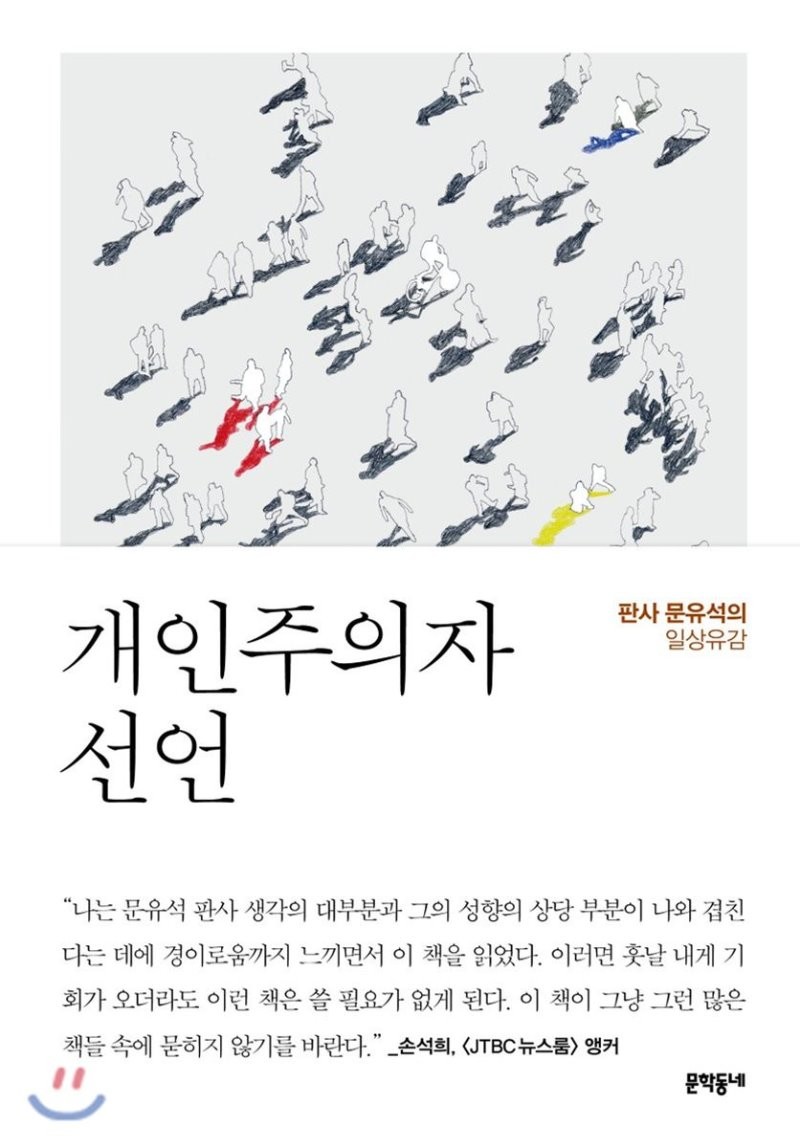 개인주의자
선언
판사 문유석의
일상유감
“나는 문유석 판사 생각의 대부분과 그의 성향의 상당 부분이 나와 겹친
다는 데에 경이로움까지 느끼면서 이 책을 읽었다. 이러면 훗날 내게 기
회가 오더라도 이런 책은 쓸 필요가 없게 된다. 이 책이 그냥 그런 많은
책들 속에 묻히지 않기를 바란다.” _손석희, 〈JTBC 뉴스룸〉 앵커
문학동네